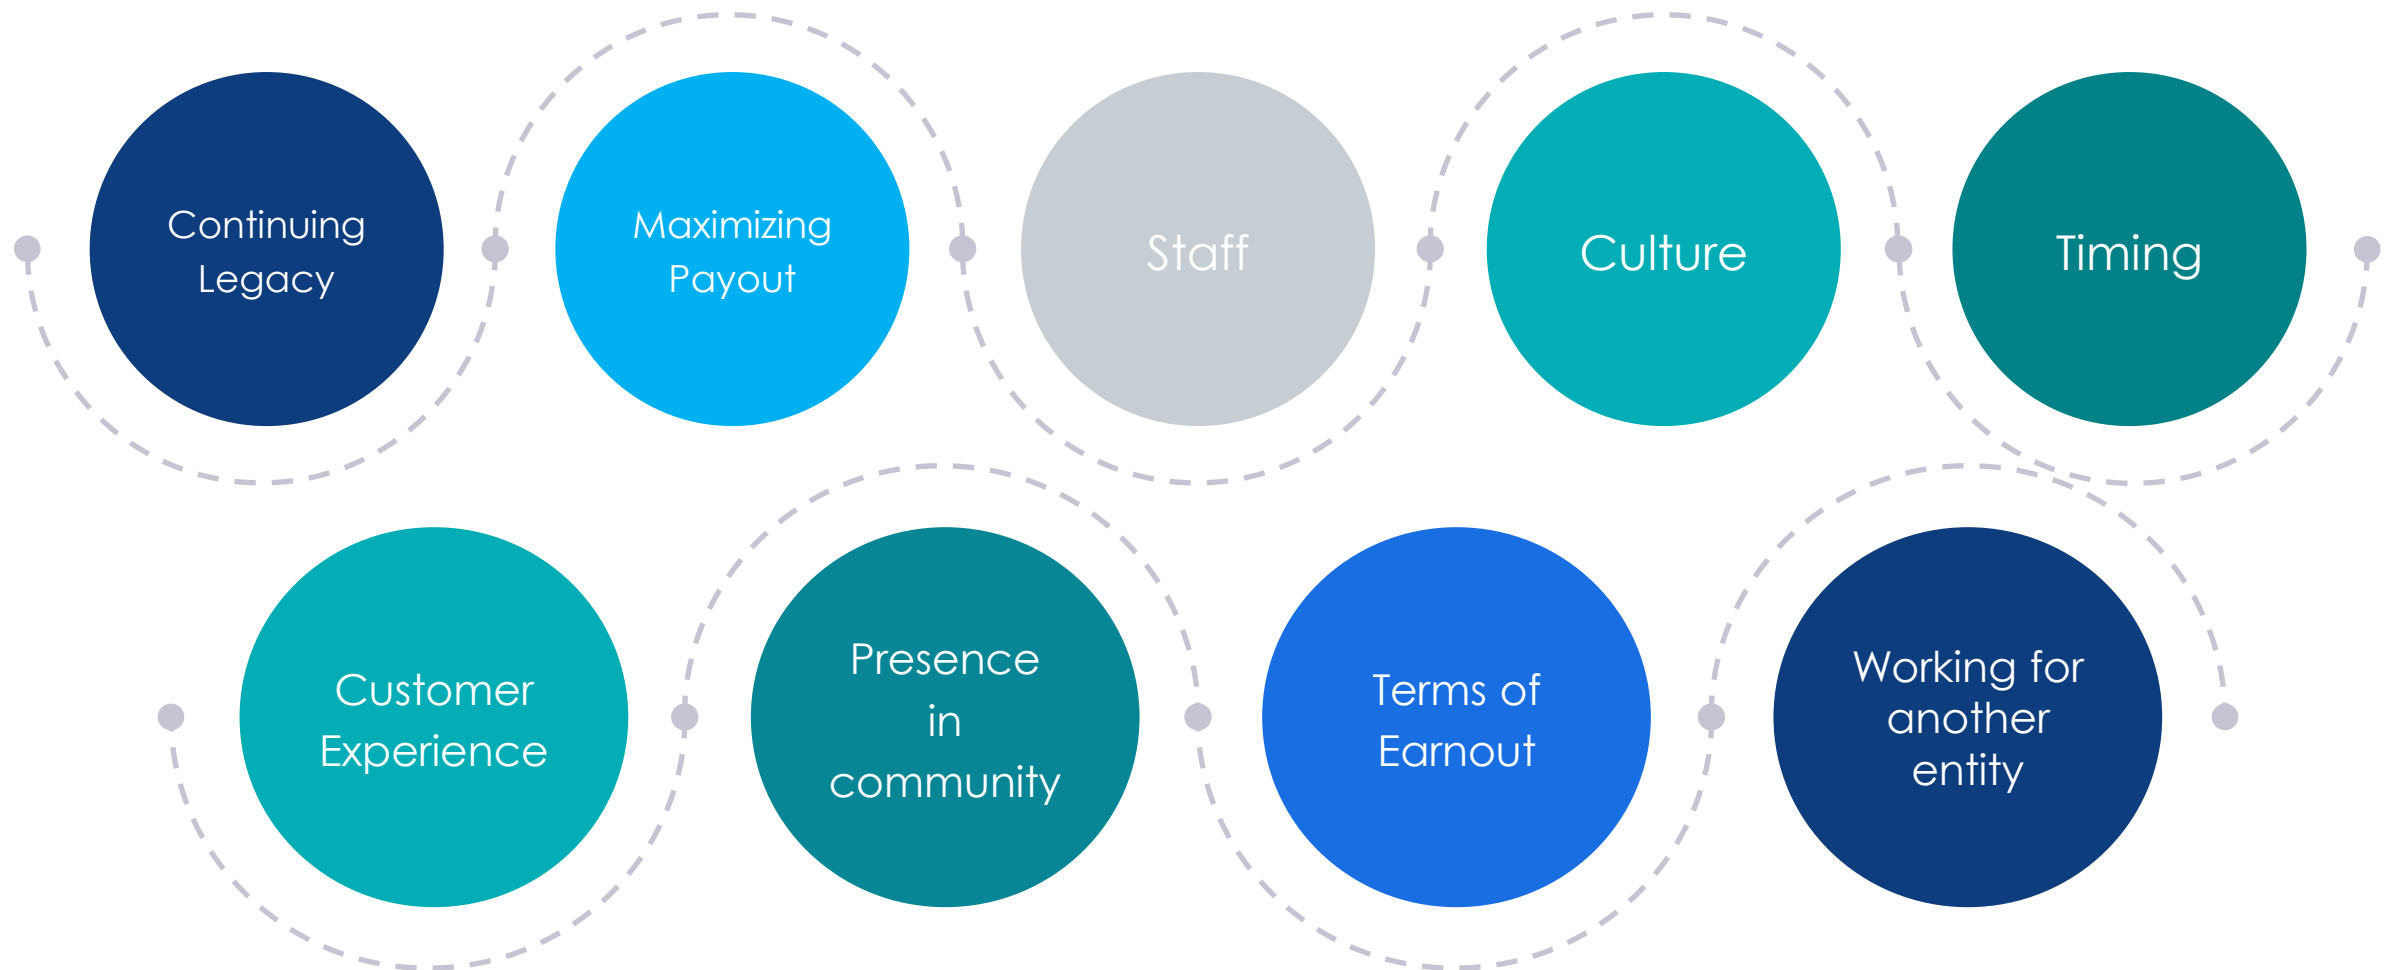 Continuing
Legacy
Maximizing
Payout
Staff
Culture
Timing
Customer
Experience
Presence
in
community
Terms of
Earnout
Working for
another
entity